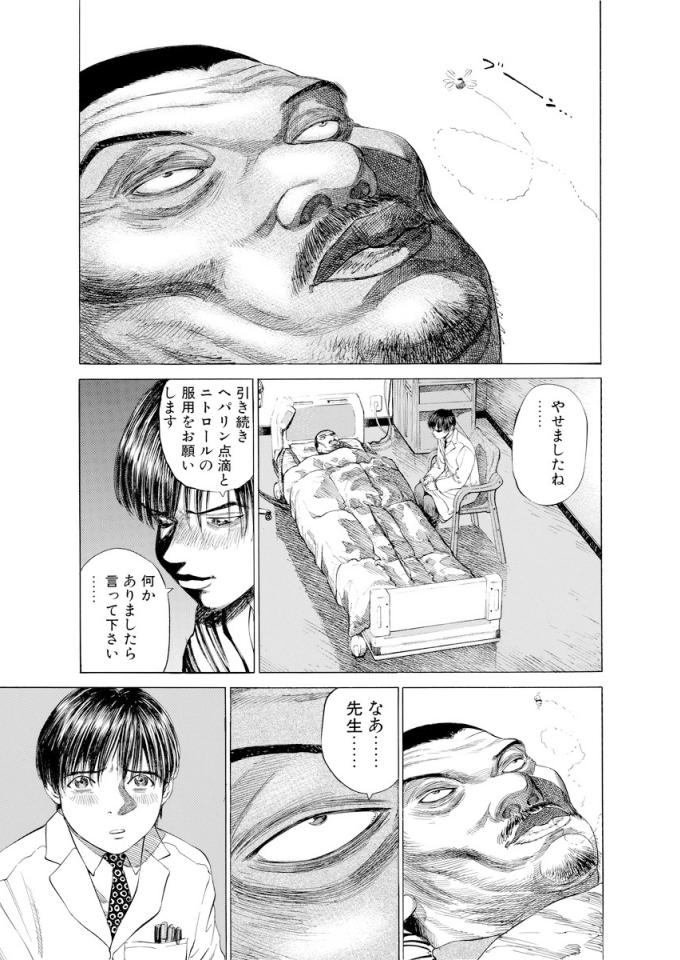 やせましたね
……
引き続き
ヘパリン点滴と
ニトロールの
服用をお願い
します
何か
ありましたら
言って下さい
……
なあ……
先生……